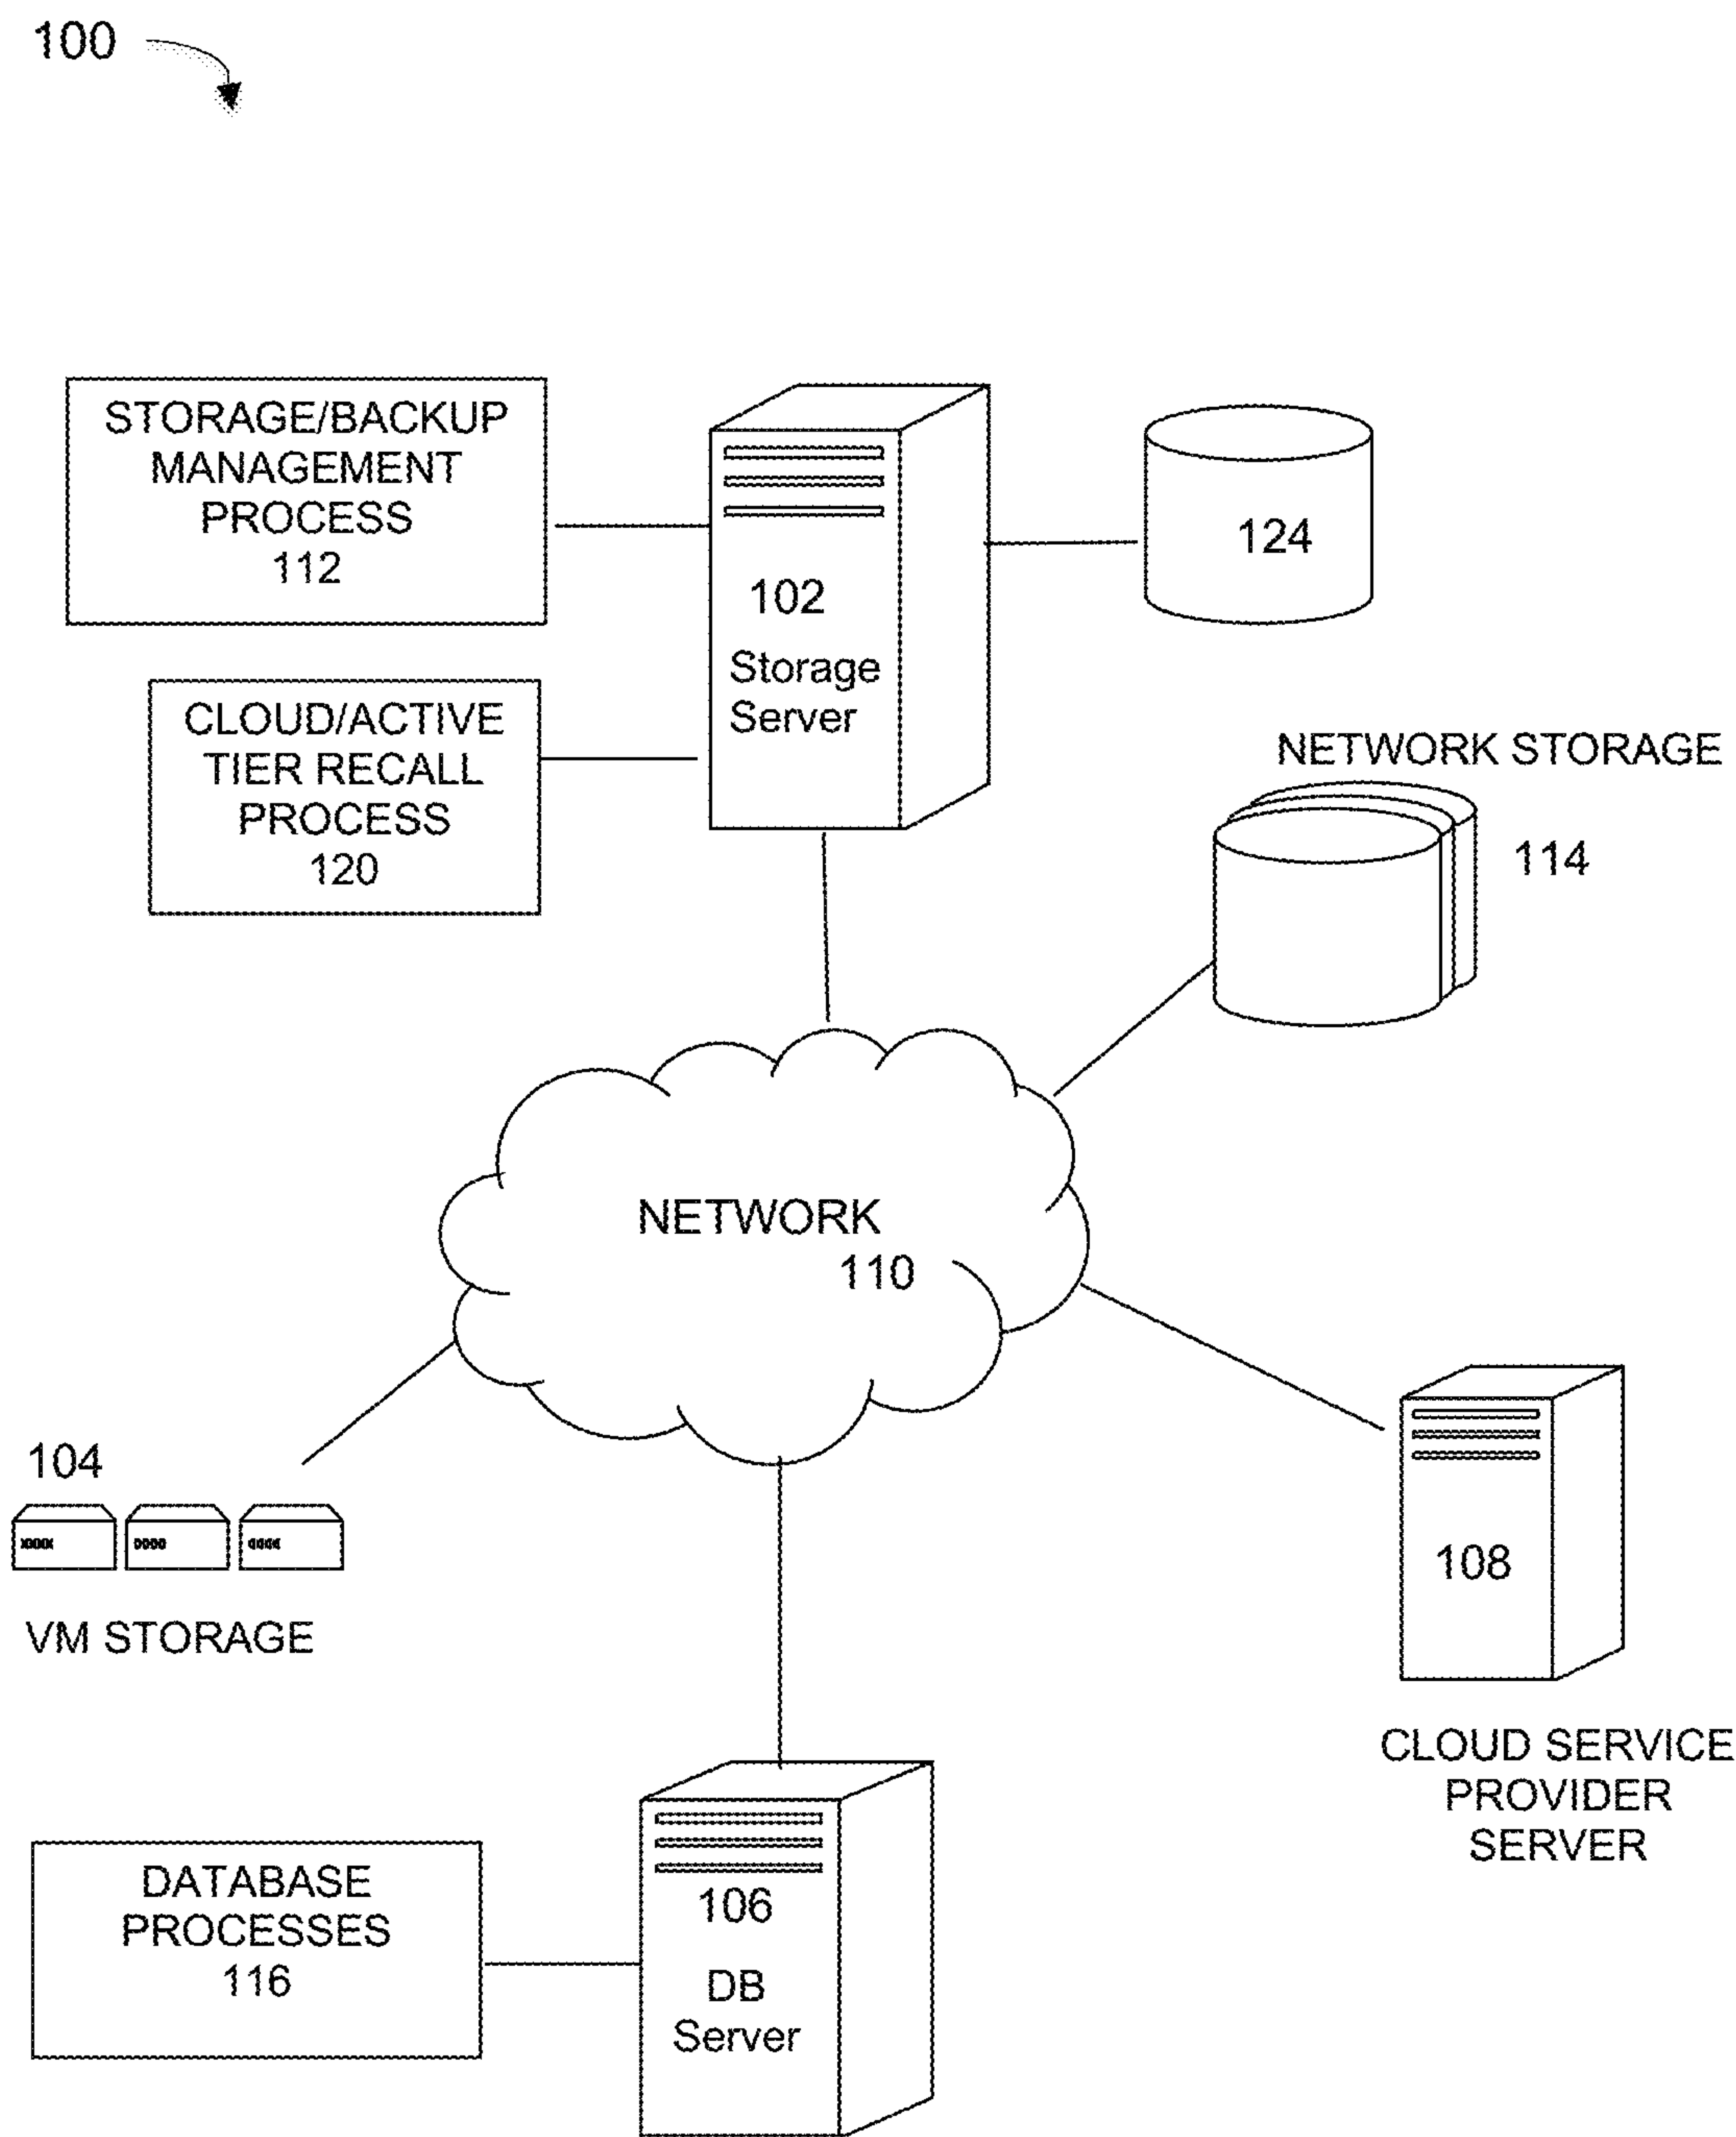 100
STORAGE/BACKUP
MANAGEMENT
PROCESS
112
102
Storage
Server
124
CLOUD/ACTIVE
TIER RECALL
PROCESS
120
NETWORK STORAGE
114
NETWORK
110
104
VM STORAGE
108
CLOUD SERVICE
PROVIDER
SERVER
DATABASE
PROCESSES
116
106
DB
Server